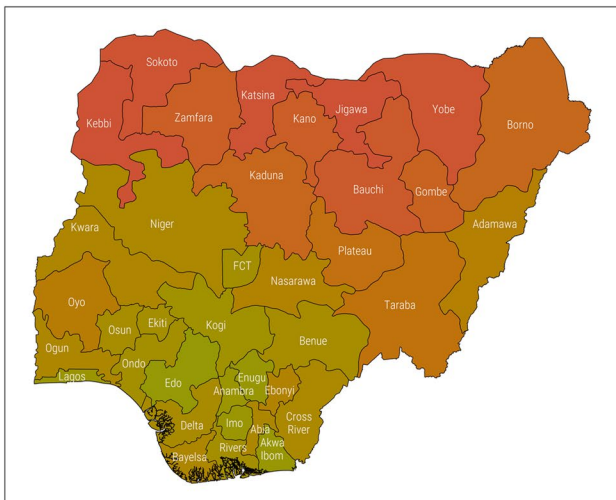 Sokoto
Katsina
Jigawa
Yobe
Kebbi
Zamfara
Kano
Borno
Kaduna
Bauchi
Gombe
Niger
Kwara
Adamawa
Plateau
FCT
Nasarawa
Oyo
Taraba
Osun
Ekiti
Kogi
Benue
Ogun
Ondo
Lagos
Edo
Enugu
Anambra
Ebonyi
Delta
Imo
Abia
Cross
River
Bayelsa
Rivers
Akwa
Ibom